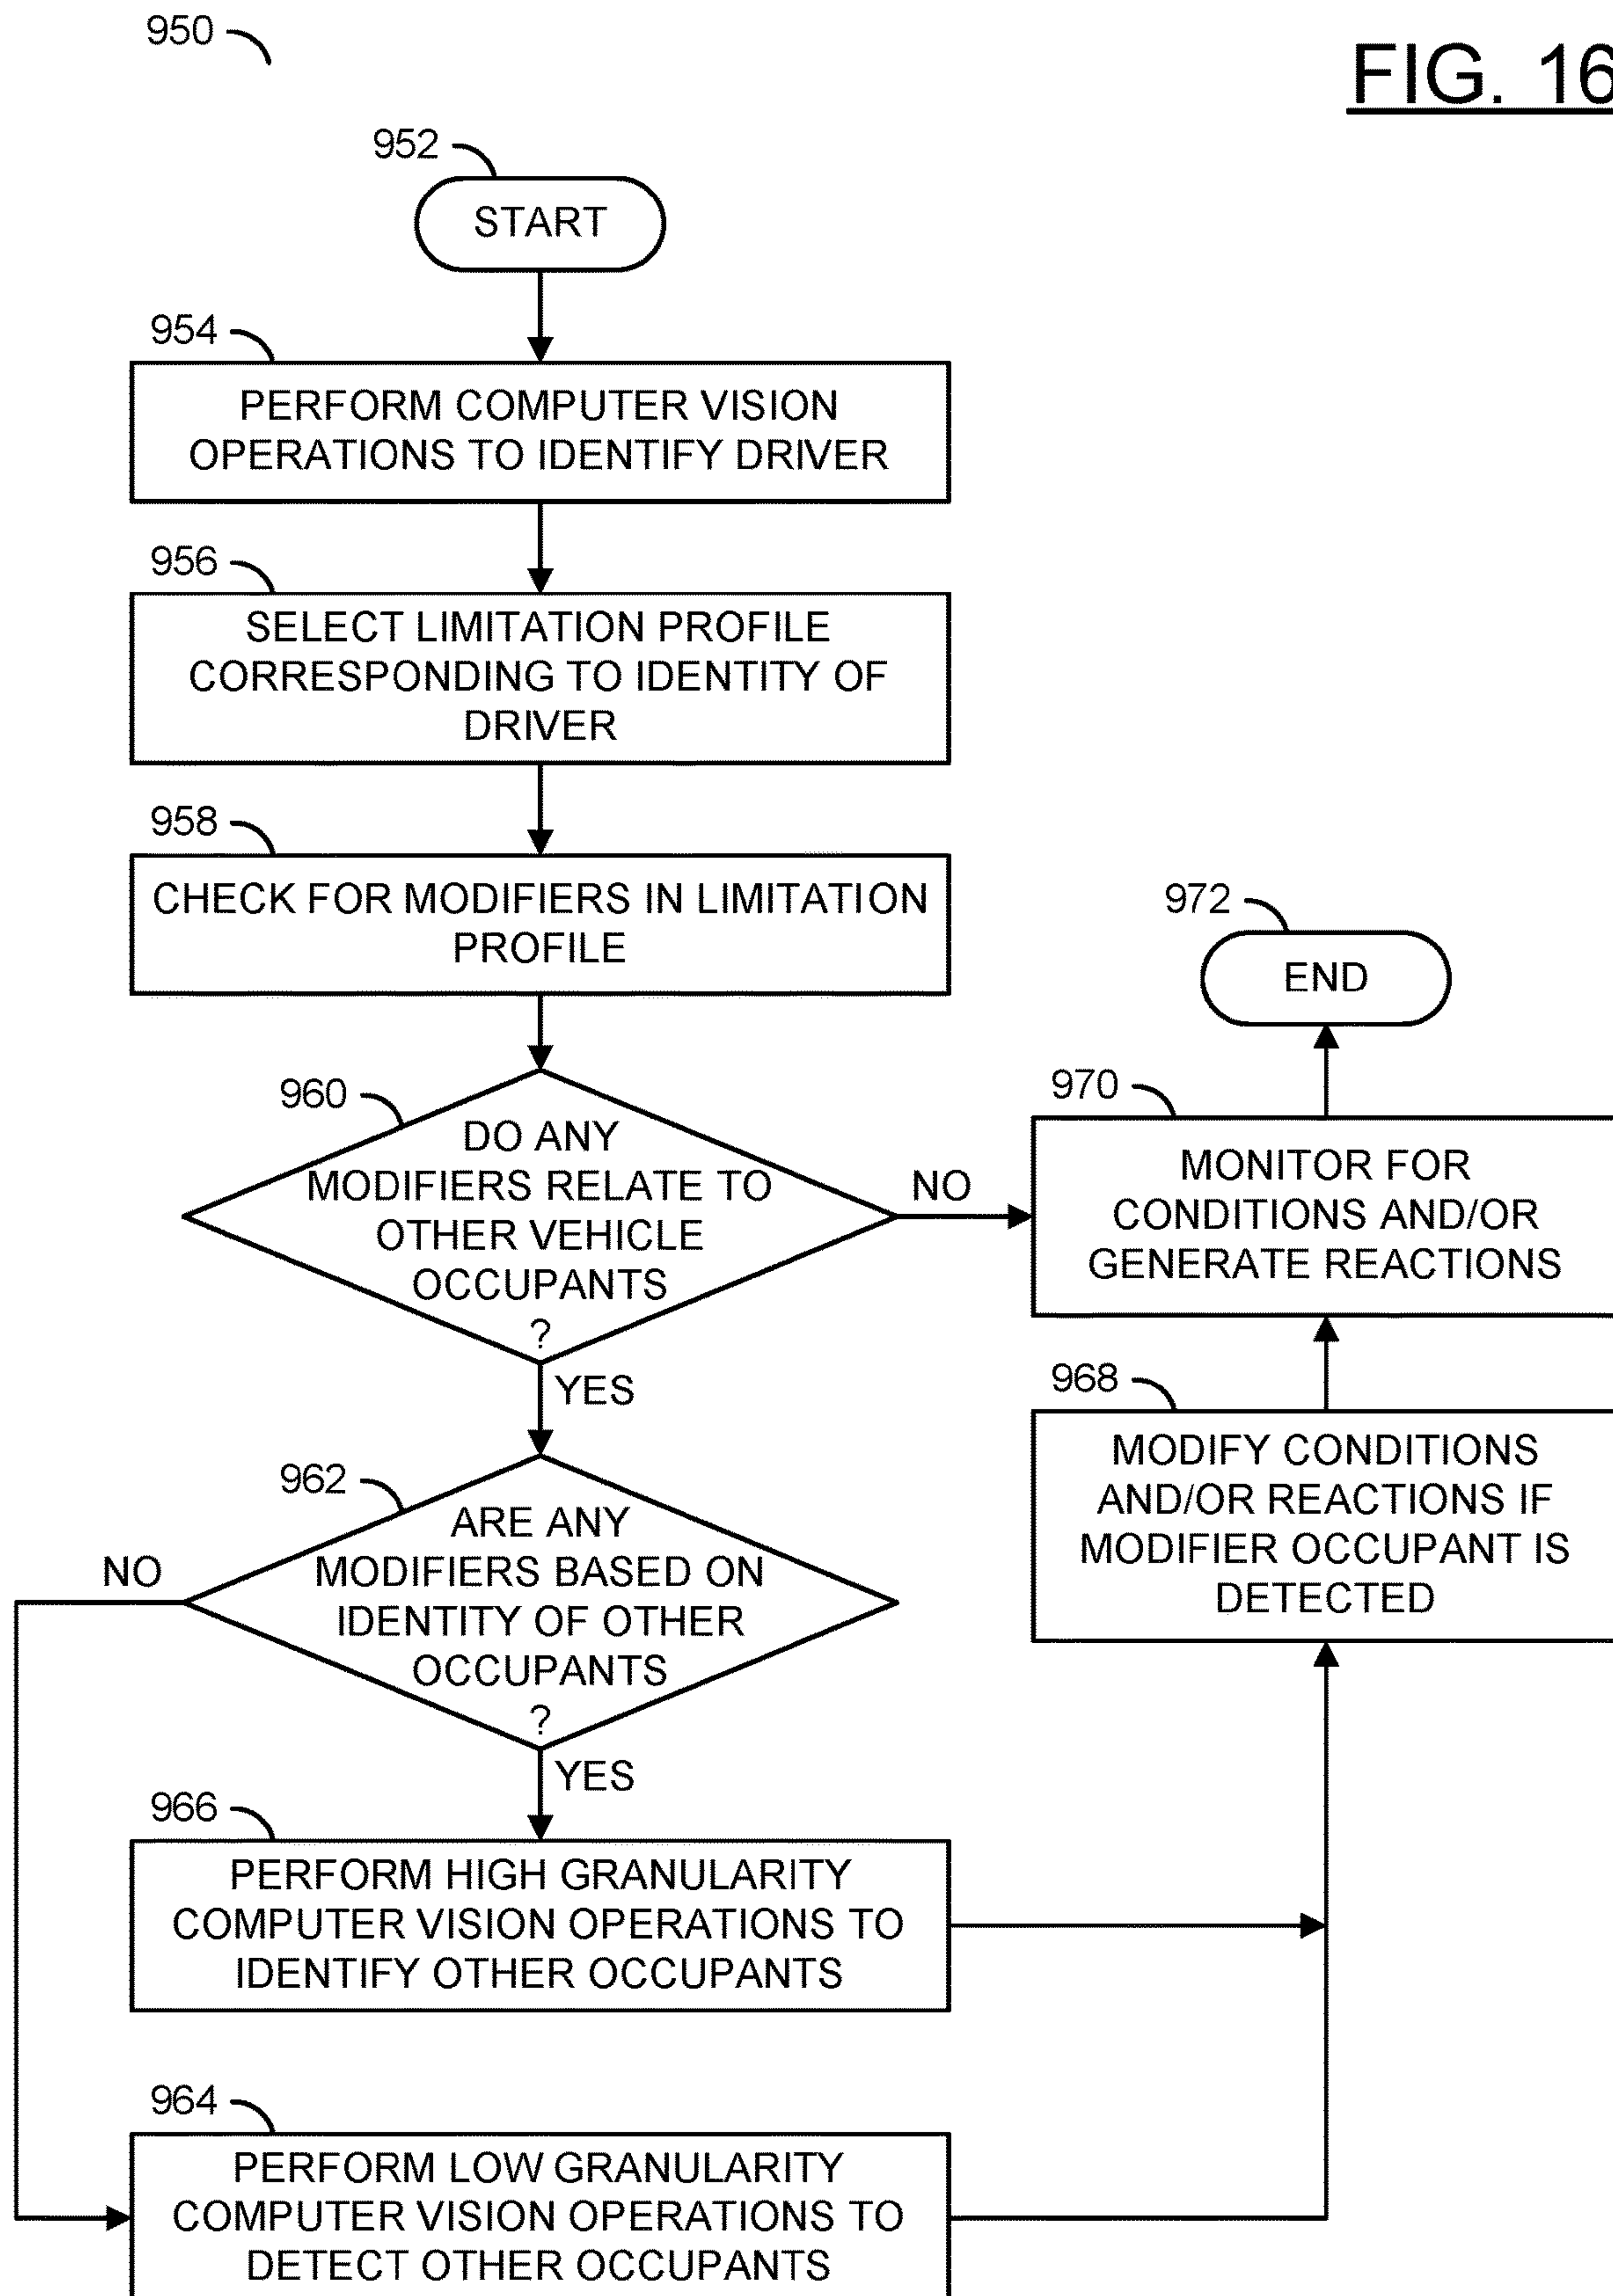 950
FIG. 16
952
START
954
PERFORM COMPUTER VISION
OPERATIONS TO IDENTIFY DRIVER
956
SELECT LIMITATION PROFILE
CORRESPONDING TO IDENTITY OF
DRIVER
958
CHECK FOR MODIFIERS IN LIMITATION
PROFILE
960
DO ANY
MODIFIERS RELATE TO
OTHER VEHICLE
OCCUPANTS
?
NO
YES
962
ARE ANY
MODIFIERS BASED ON
IDENTITY OF OTHER
OCCUPANTS
?
NO
YES
966
PERFORM HIGH GRANULARITY
COMPUTER VISION OPERATIONS TO
IDENTIFY OTHER OCCUPANTS
964
PERFORM LOW GRANULARITY
COMPUTER VISION OPERATIONS TO
DETECT OTHER OCCUPANTS
972
END
970
MONITOR FOR
CONDITIONS AND/OR
GENERATE REACTIONS
968
MODIFY CONDITIONS
AND/OR REACTIONS IF
MODIFIER OCCUPANT IS
DETECTED